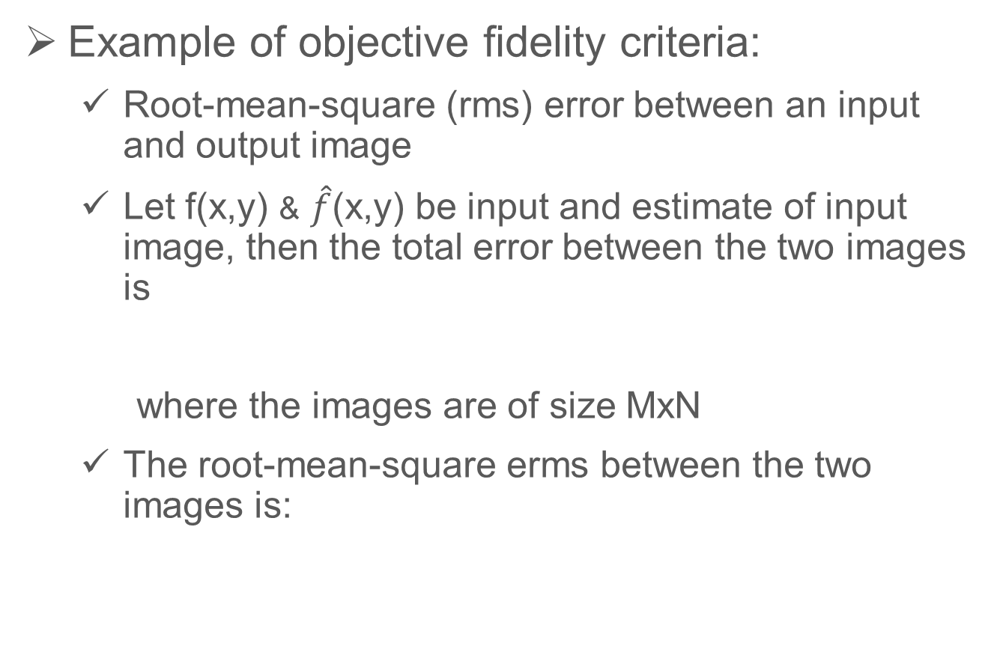 ➢ Example of objective fidelity criteria:
✓ Root-mean-square (rms) error between an input
and output image
✓ Let f(x,y) & f̂(x,y) be input and estimate of input
image, then the total error between the two images
is
where the images are of size MxN
✓ The root-mean-square erms between the two
images is: